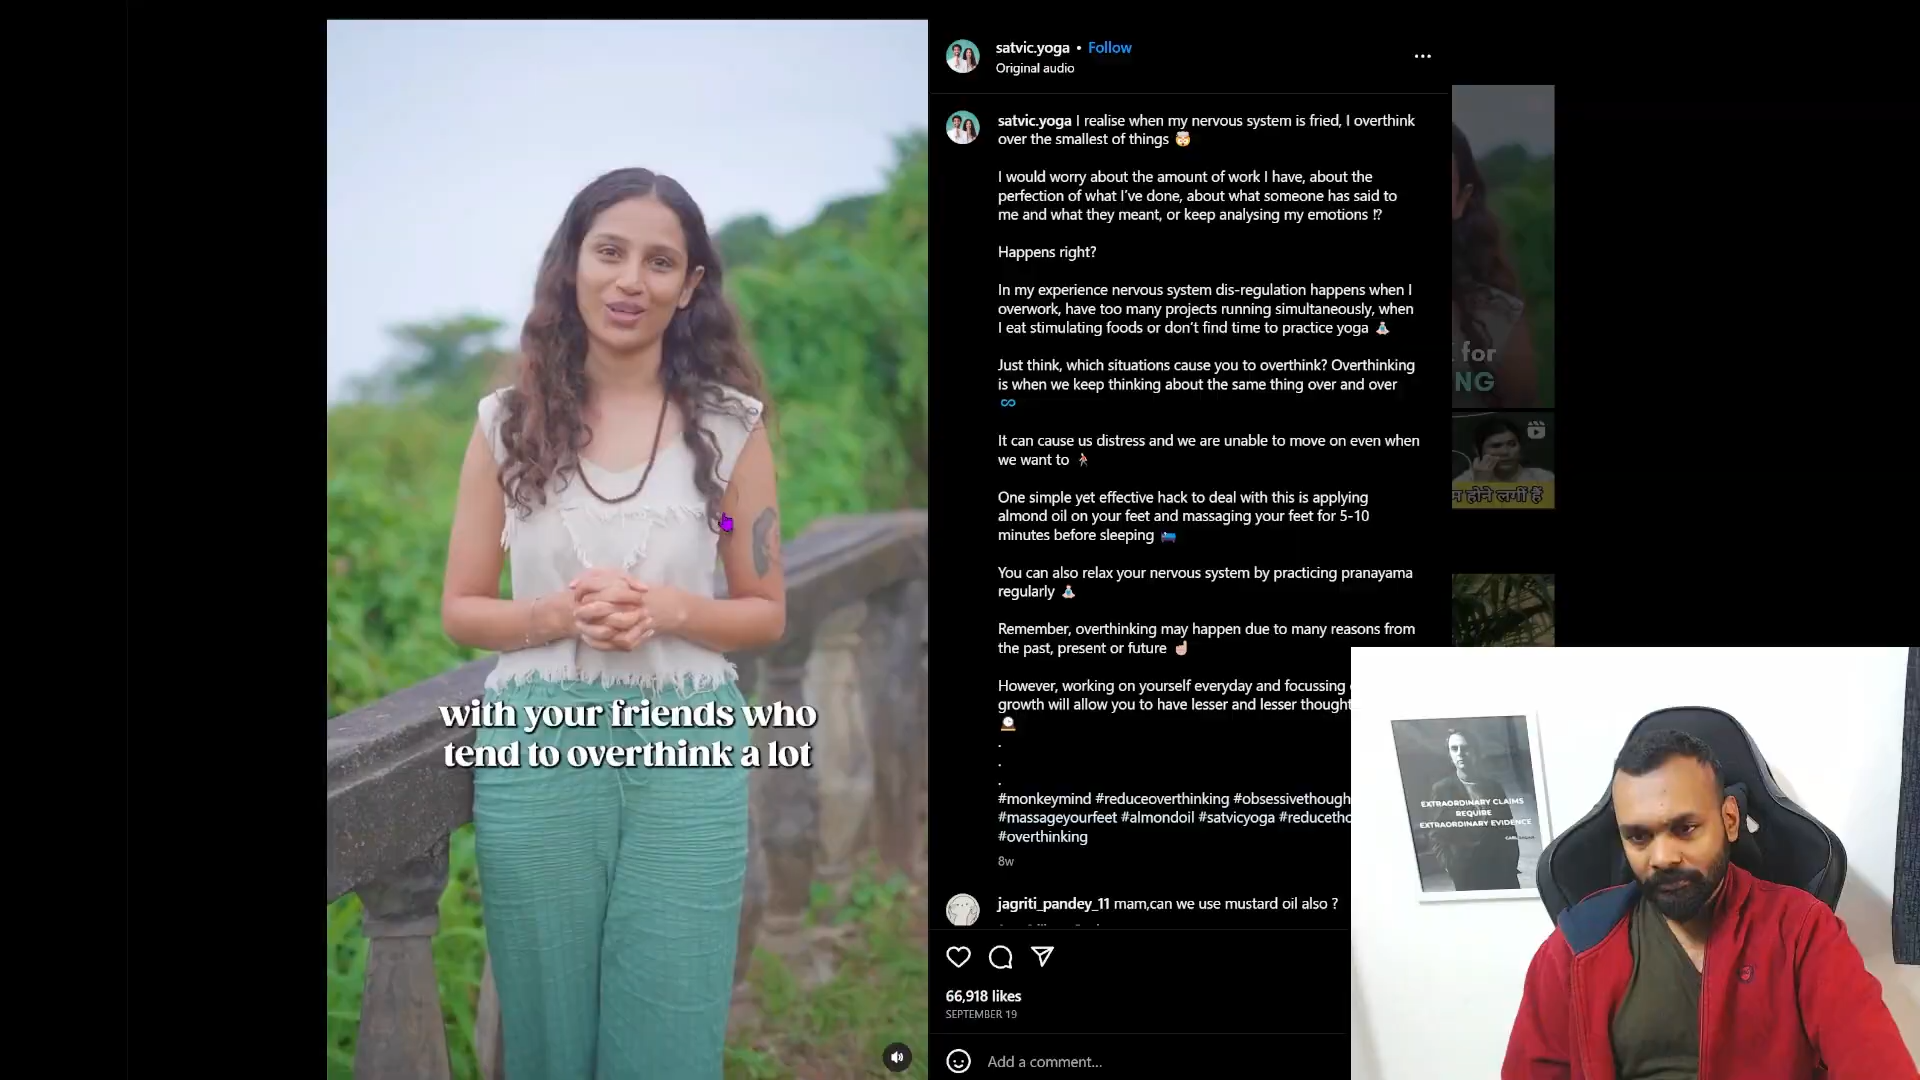 satvic.yoga • Follow
Original audio
satvic.yoga I realise when my nervous system is fried, I overthink
over the smallest of things 🤯
I would worry about the amount of work I have, about the
perfection of what I've done, about what someone has said to
me and what they meant, or keep analysing my emotions ⁉
Happens right?
In my experience nervous system dis-regulation happens when I
overwork, have too many projects running simultaneously, when
I eat stimulating foods or don't find time to practice yoga 🧘🏻‍♀️
Just think, which situations cause you to overthink? Overthinking
is when we keep thinking about the same thing over and over
∞
It can cause us distress and we are unable to move on even when
we want to 🚶🏻‍♀️
One simple yet effective hack to deal with this is applying
almond oil on your feet and massaging your feet for 5-10
minutes before sleeping 🛌
You can also relax your nervous system by practicing pranayama
regularly 🧘🏻‍♀️
Remember, overthinking may happen due to many reasons from
the past, present or future ☝🏻
However, working on yourself everyday and focussing
growth will allow you to have lesser and lesser thought
🕰
.
.
.
#monkeymind #reduceoverthinking #obsessivethough
#massageyourfeet #almondoil #satvicyoga #reducetho
#overthinking
8w
jagriti_pandey_11 mam,can we use mustard oil also ?
66,918 likes
SEPTEMBER 19
Add a comment...
with your friends who
tend to overthink a lot
for
NG
म होने लगीं हैं
EXTRAORDINARY CLAIMS
REQUIRE
EXTRAORDINARY EVIDENCE